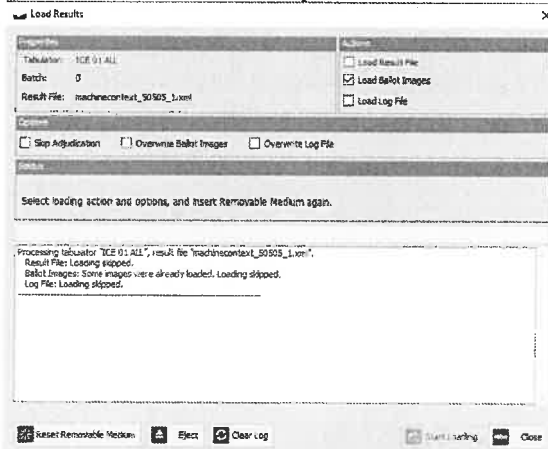 Load Results
Properties
Actions
Tabulator: ICE 01 ALL
Batch: 0
Result File: machinecontext_50505_1.xml
Load Result File
Load Ballot Images
Load Log File
Options
Skip Adjudication
Overwrite Ballot Images
Overwrite Log File
Status
Select loading action and options, and insert Removable Medium again.
Processing tabulator "ICE 01 ALL", result file "machinecontext_50505_1.xml".
Result File: Loading skipped.
Ballot Images: Some images were already loaded. Loading skipped.
Log File: Loading skipped.
Reset Removable Medium
Eject
Clear Log
Start Loading
Close